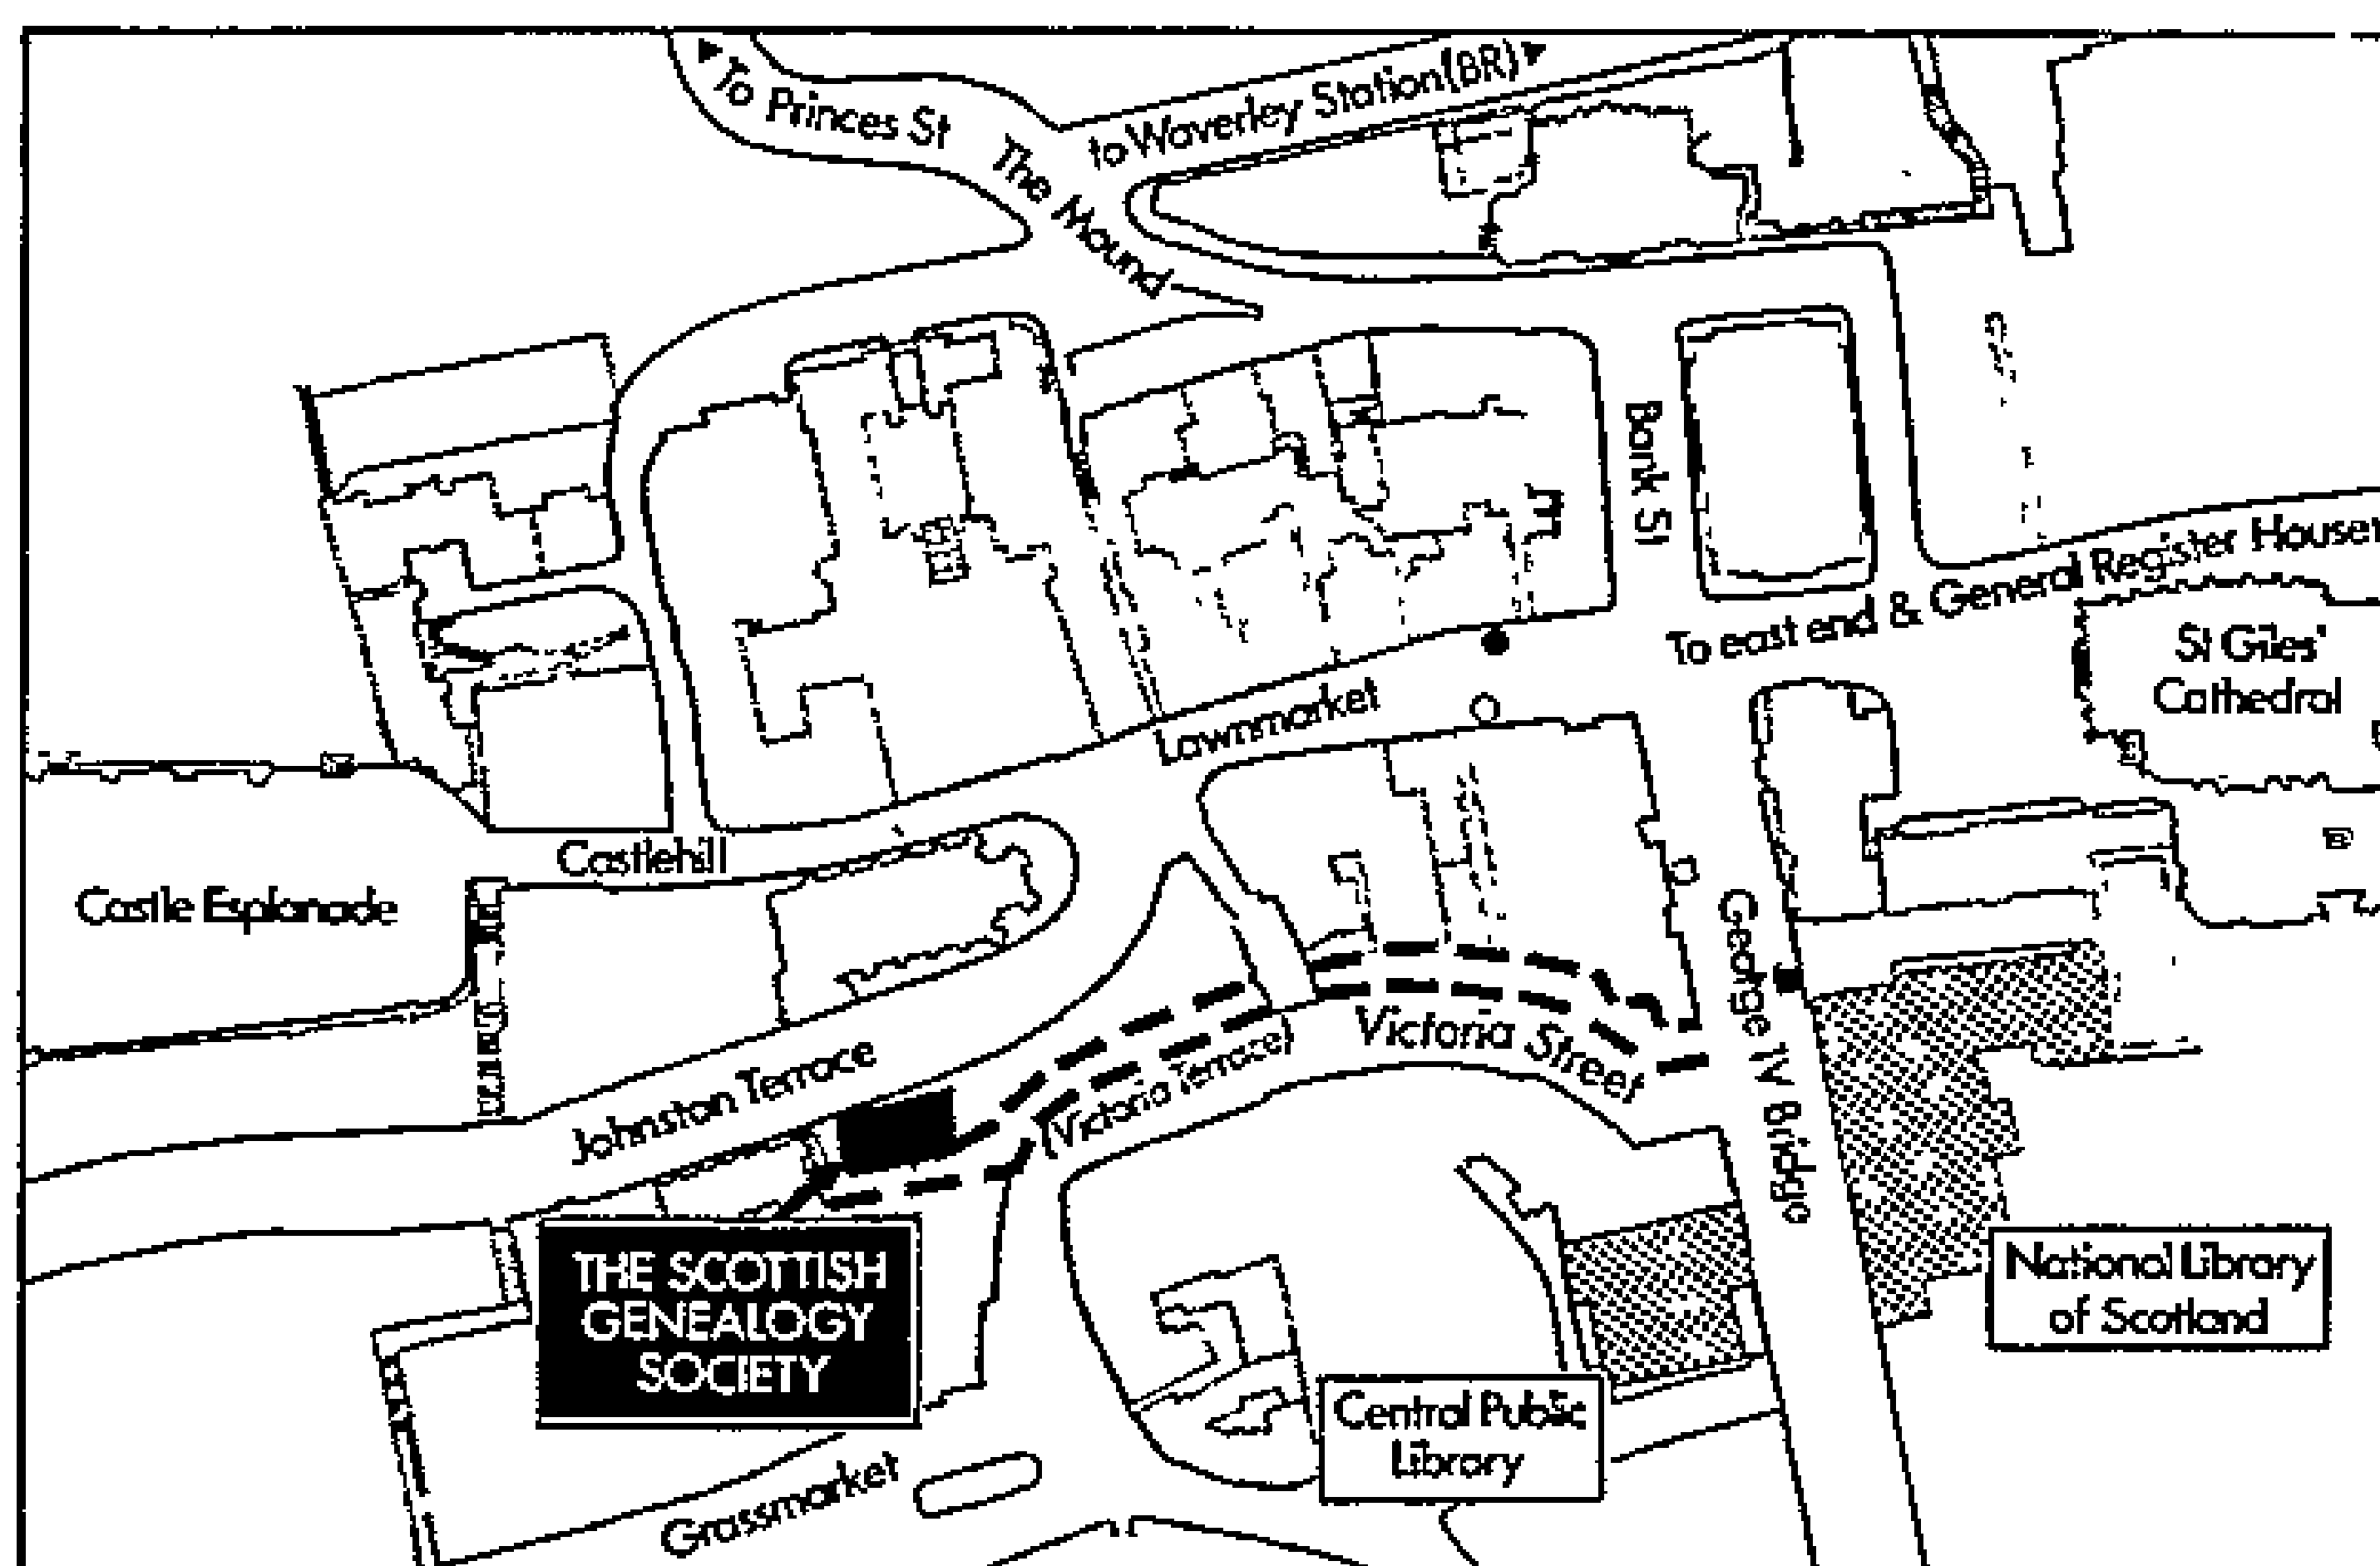 To Princes St
to Waverley Station (BR)
The Mound
Bank St
To east end & General Register House
St Giles'
Cathedral
Lawnmarket
Castlehill
Castle Esplanade
George IV Bridge
Victoria Street
(Victoria Terrace)
Johnston Terrace
THE SCOTTISH
GENEALOGY
SOCIETY
National Library
of Scotland
Central Public
Library
Grassmarket